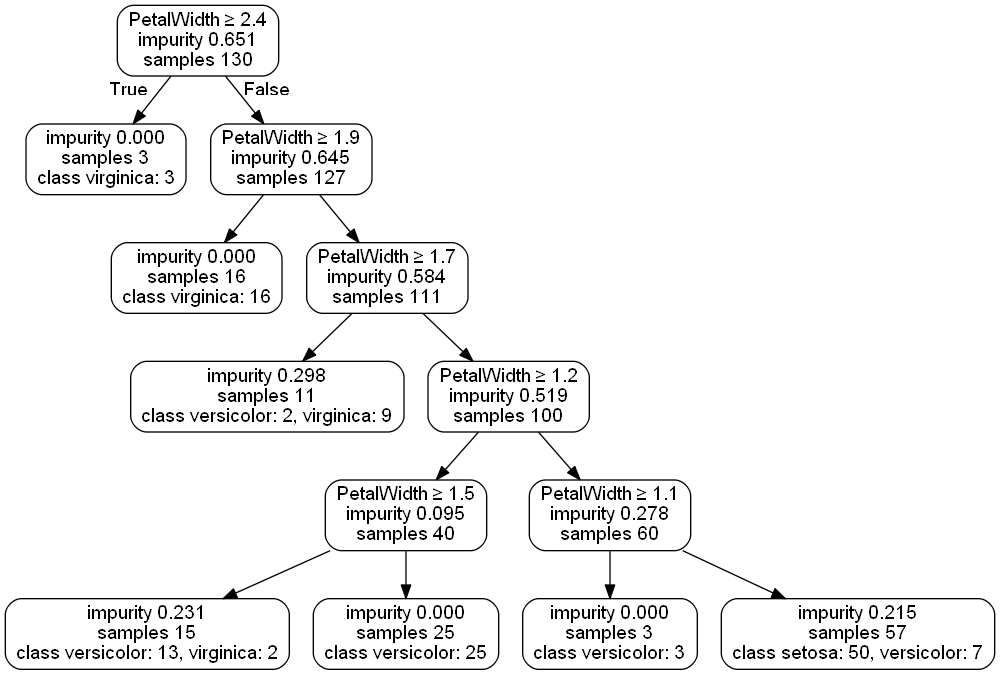 PetalWidth ≥ 2.4
impurity 0.651
samples 130
True
False
impurity 0.000
samples 3
class virginica: 3
PetalWidth ≥ 1.9
impurity 0.645
samples 127
impurity 0.000
samples 16
class virginica: 16
PetalWidth ≥ 1.7
impurity 0.584
samples 111
impurity 0.298
samples 11
class versicolor: 2, virginica: 9
PetalWidth ≥ 1.2
impurity 0.519
samples 100
PetalWidth ≥ 1.5
impurity 0.095
samples 40
PetalWidth ≥ 1.1
impurity 0.278
samples 60
impurity 0.231
samples 15
class versicolor: 13, virginica: 2
impurity 0.000
samples 25
class versicolor: 25
impurity 0.000
samples 3
class versicolor: 3
impurity 0.215
samples 57
class setosa: 50, versicolor: 7